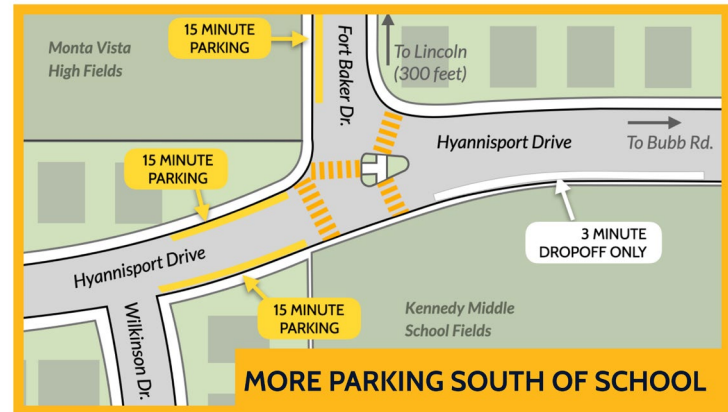 15 MINUTE
PARKING
Monta Vista
High Fields
Fort Baker Dr.
To Lincoln
(300 feet)
Hyannisport Drive
To Bubb Rd.
15 MINUTE
PARKING
3 MINUTE
DROPOFF ONLY
Hyannisport Drive
Wilkinson Dr.
15 MINUTE
PARKING
Kennedy Middle
School Fields
MORE PARKING SOUTH OF SCHOOL